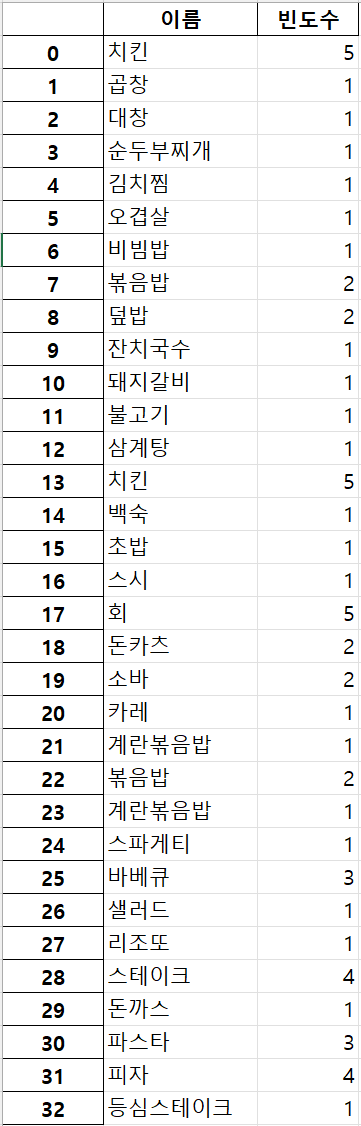 이름 빈도수
0 치킨 5
1 곱창 1
2 대창 1
3 순두부찌개 1
4 김치찜 1
5 오겹살 1
6 비빔밥 1
7 볶음밥 2
8 덮밥 2
9 잔치국수 1
10 돼지갈비 1
11 불고기 1
12 삼계탕 1
13 치킨 5
14 백숙 1
15 초밥 1
16 스시 1
17 회 5
18 돈카츠 2
19 소바 2
20 카레 1
21 계란볶음밥 1
22 볶음밥 2
23 계란볶음밥 1
24 스파게티 1
25 바베큐 3
26 샐러드 1
27 리조또 1
28 스테이크 4
29 돈까스 1
30 파스타 3
31 피자 4
32 등심스테이크 1